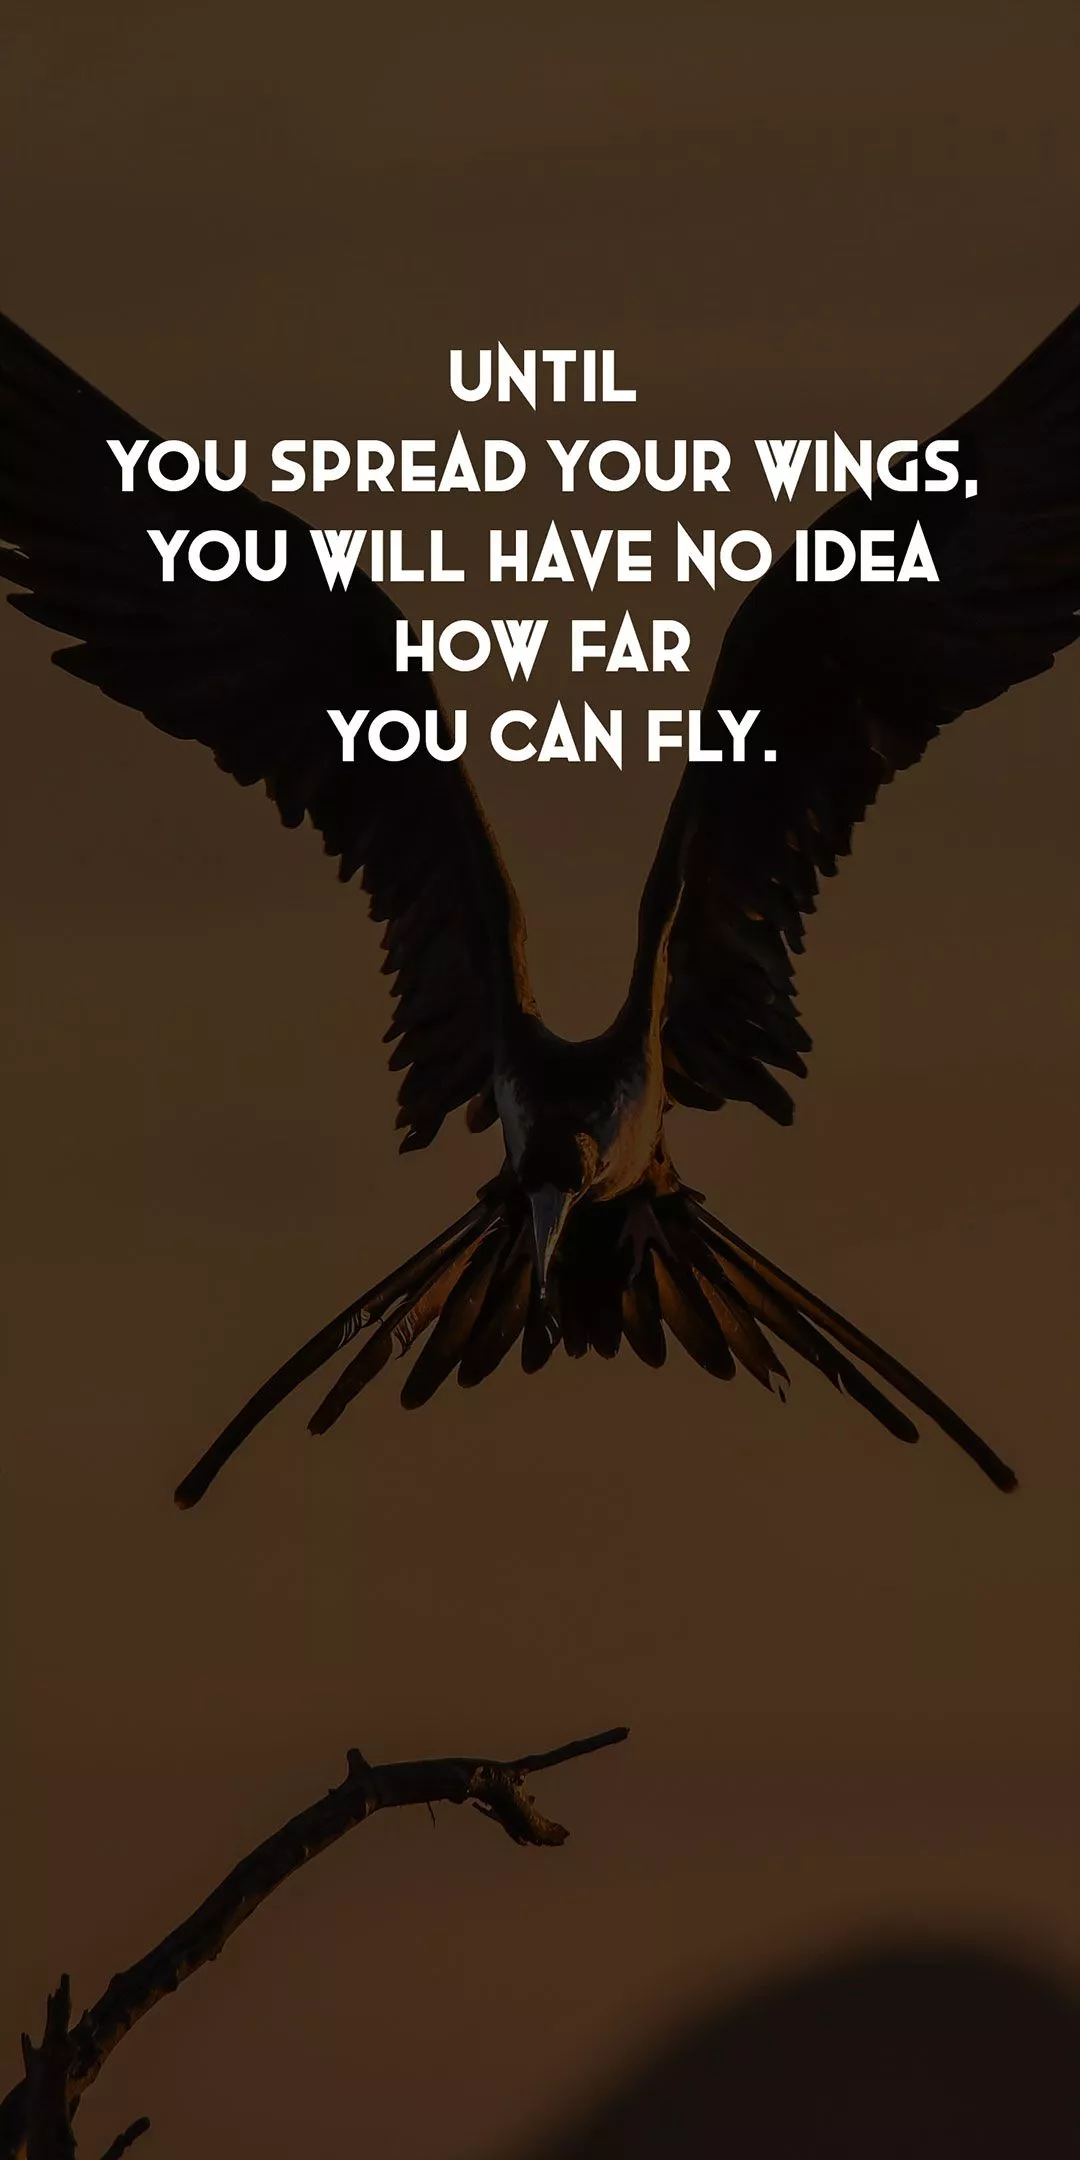 UNTIL
YOU SPREAD YOUR WINGS,
YOU WILL HAVE NO IDEA
HOW FAR
YOU CAN FLY.